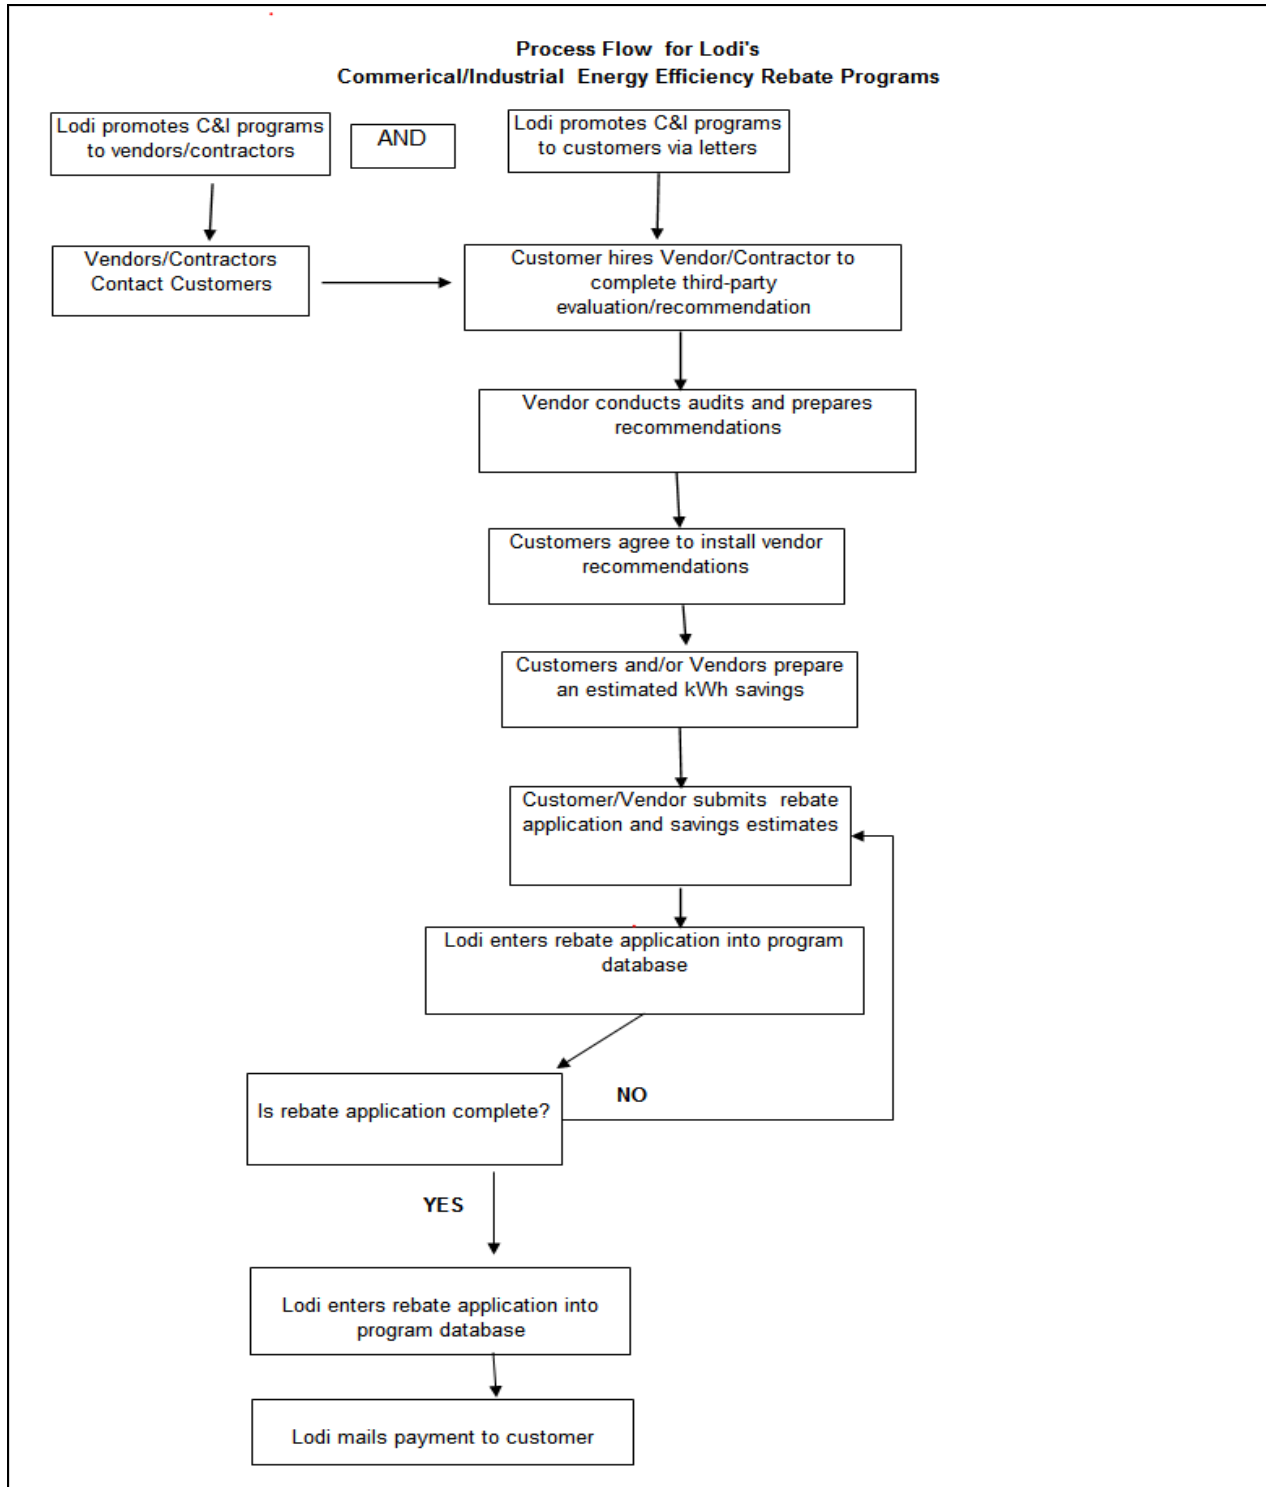 Process Flow for Lodi's
Commerical/Industrial Energy Efficiency Rebate Programs
Lodi promotes C&I programs
to vendors/contractors
AND
Lodi promotes C&I programs
to customers via letters
Vendors/Contractors
Contact Customers
Customer hires Vendor/Contractor to
complete third-party
evaluation/recommendation
Vendor conducts audits and prepares
recommendations
Customers agree to install vendor
recommendations
Customers and/or Vendors prepare
an estimated kWh savings
Customer/Vendor submits rebate
application and savings estimates
Lodi enters rebate application into program
database
Is rebate application complete?
NO
YES
Lodi enters rebate application into
program database
Lodi mails payment to customer